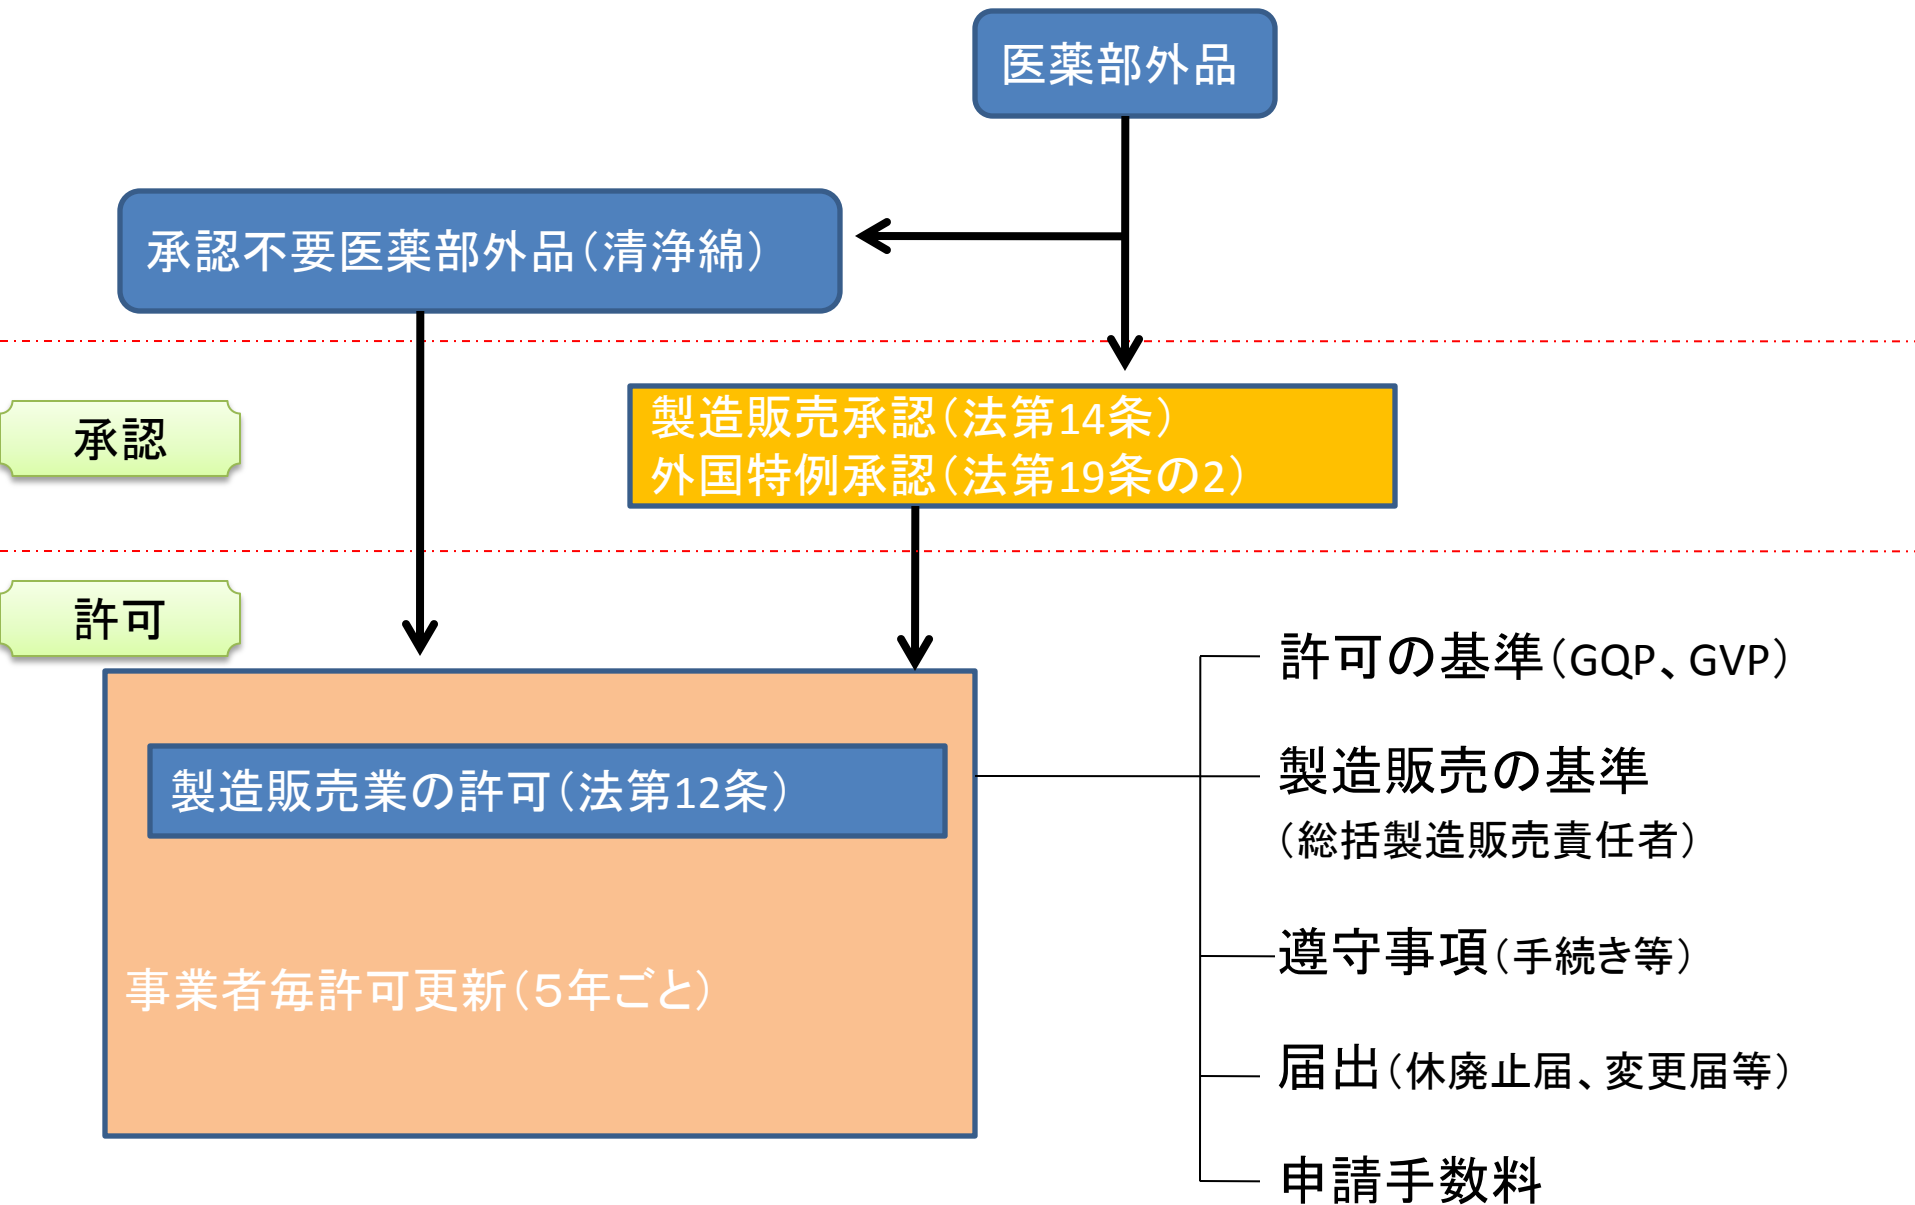 医薬部外品
承認不要医薬部外品（清浄綿）
承認
製造販売承認（法第14条）
外国特例承認（法第19条の2）
許可
製造販売業の許可（法第12条）
事業者毎許可更新（５年ごと）
許可の基準（GQP、GVP）
製造販売の基準
（総括製造販売責任者）
遵守事項（手続き等）
届出（休廃止届、変更届等）
申請手数料